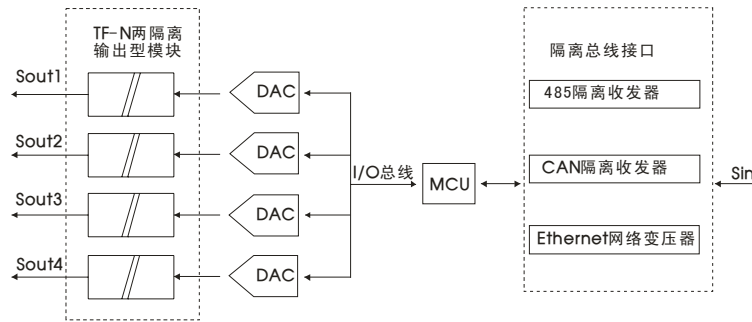 TF-N两隔离
输出型模块
隔离总线接口
Sout1
DAC
485隔离收发器
Sout2
DAC
I/O总线
MCU
CAN隔离收发器
Sin
Sout3
DAC
Ethernet网络变压器
Sout4
DAC